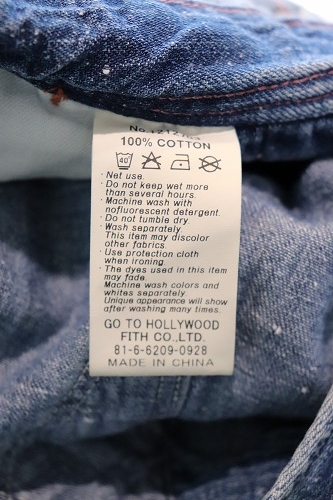 100% COTTON
40°
· Net use.
· Do not keep wet more
than several hours.
· Machine wash with
nofluorescent detergent.
· Do not tumble dry.
· Wash separately.
This item may discolor
other fabrics.
· Use protection cloth
when ironing.
· The dyes used in this item
may fade.
Machine wash colors and
whites separately.
Unique appearance will show
after washing many times.
GO TO HOLLYWOOD
FITH CO.,LTD.
81-6-6209-0928
MADE IN CHINA